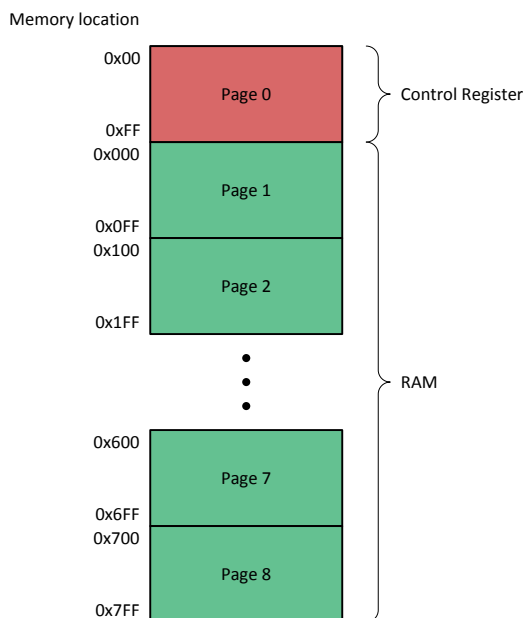 Memory location
0x00
Page 0
Control Register
0xFF
0x000
Page 1
0x0FF
0x100
Page 2
0x1FF
RAM
0x600
Page 7
0x6FF
0x700
Page 8
0x7FF